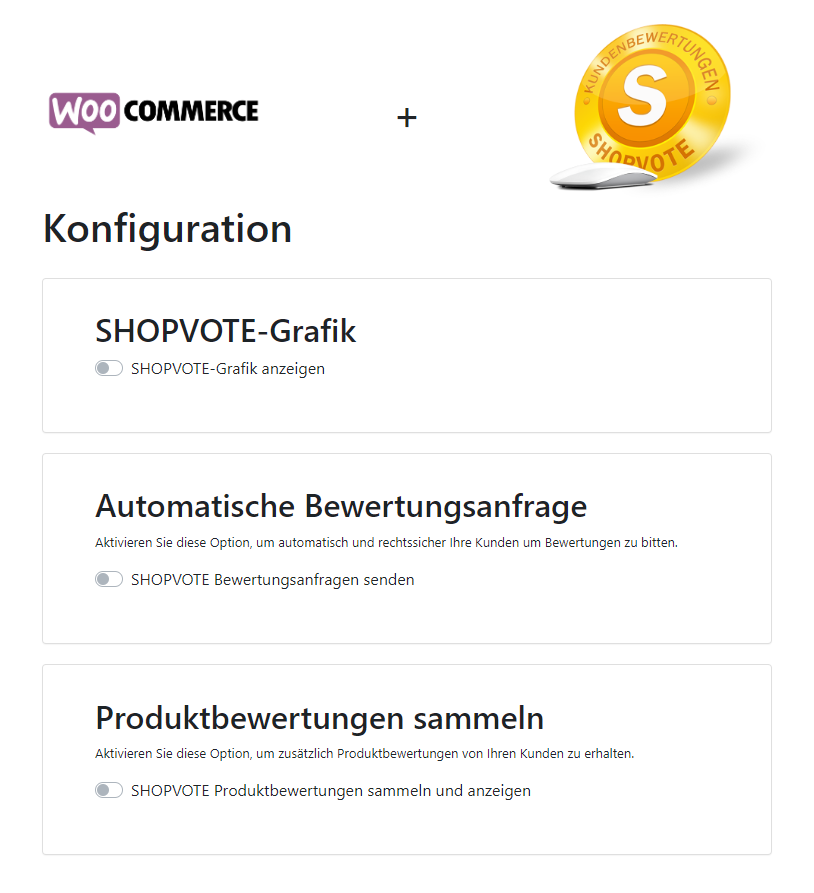 WOO COMMERCE
+
KUNDENBEWERTUNGEN
S
SHOPVOTE
Konfiguration
SHOPVOTE-Grafik
SHOPVOTE-Grafik anzeigen
Automatische Bewertungsanfrage
Aktivieren Sie diese Option, um automatisch und rechtssicher Ihre Kunden um Bewertungen zu bitten.
SHOPVOTE Bewertungsanfragen senden
Produktbewertungen sammeln
Aktivieren Sie diese Option, um zusätzlich Produktbewertungen von Ihren Kunden zu erhalten.
SHOPVOTE Produktbewertungen sammeln und anzeigen